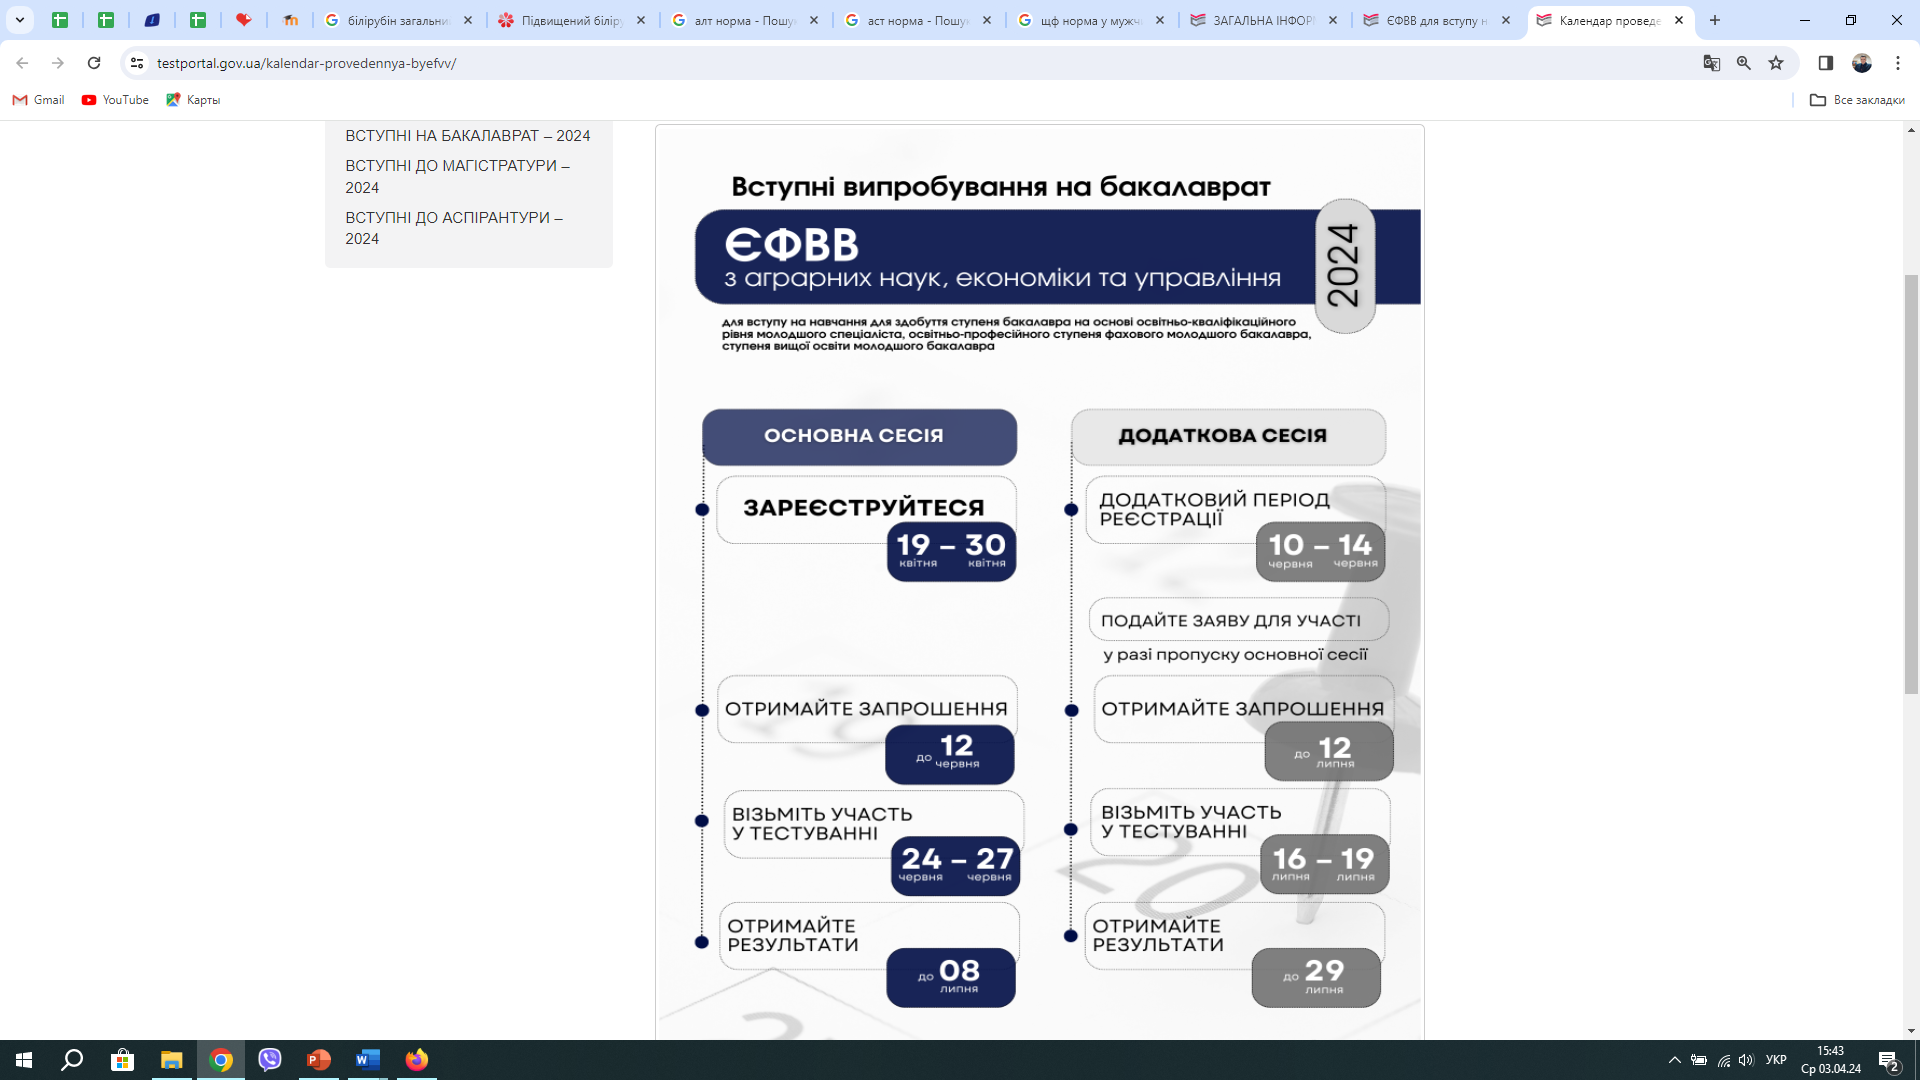 білірубін загальни
Підвищений білірy
алт норма - Пошу
аст норма - Пошук
щф норма у мужч
ЗАГАЛЬНА ІНФОР
ЄФВВ для вступу н
Календар проведе
testportal.gov.ua/kalendar-provedennya-byefvv/
Gmail
YouTube
Карты
Все закладки
ВСТУПНІ НА БАКАЛАВРАТ – 2024
ВСТУПНІ ДО МАГІСТРАТУРИ –
2024
ВСТУПНІ ДО АСПІРАНТУРИ –
2024
Вступні випробування на бакалаврат
ЄФВВ
з аграрних наук, економіки та управління
2024
для вступу на навчання для здобуття ступеня бакалавра на основі освітньо-кваліфікаційного
рівня молодшого спеціаліста, освітньо-професійного ступеня фахового молодшого бакалавра,
ступеня вищої освіти молодшого бакалавра
ОСНОВНА СЕСІЯ
ЗАРЕЄСТРУЙТЕСЯ
19 – 30
квітня квітня
ОТРИМАЙТЕ ЗАПРОШЕННЯ
до 12
червня
ВІЗЬМІТЬ УЧАСТЬ
У ТЕСТУВАННІ
24 – 27
червня червня
ОТРИМАЙТЕ
РЕЗУЛЬТАТИ
до 08
липня
ДОДАТКОВА СЕСІЯ
ДОДАТКОВИЙ ПЕРІОД
РЕЄСТРАЦІЇ
10 – 14
червня червня
ПОДАЙТЕ ЗАЯВУ ДЛЯ УЧАСТІ
у разі пропуску основної сесії
ОТРИМАЙТЕ ЗАПРОШЕННЯ
до 12
липня
ВІЗЬМІТЬ УЧАСТЬ
У ТЕСТУВАННІ
16 – 19
липня липня
ОТРИМАЙТЕ
РЕЗУЛЬТАТИ
до 29
липня
20
УКР
15:43
Ср 03.04.24
2